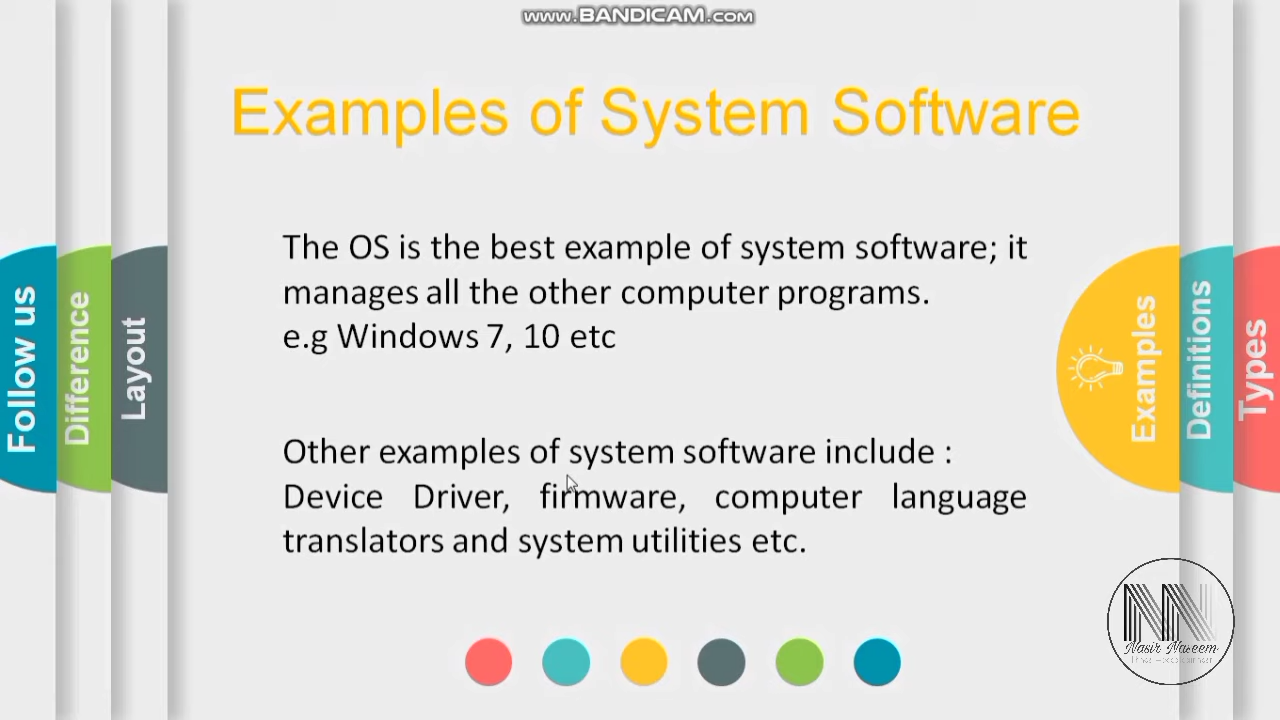 www.BANDICAM.com
Examples of System Software
The OS is the best example of system software; it
manages all the other computer programs.
e.g Windows 7, 10 etc
Other examples of system software include :
Device Driver, firmware, computer language
translators and system utilities etc.
Follow us
Difference
Layout
Examples
Definitions
Types
NN
Nasir Naveem